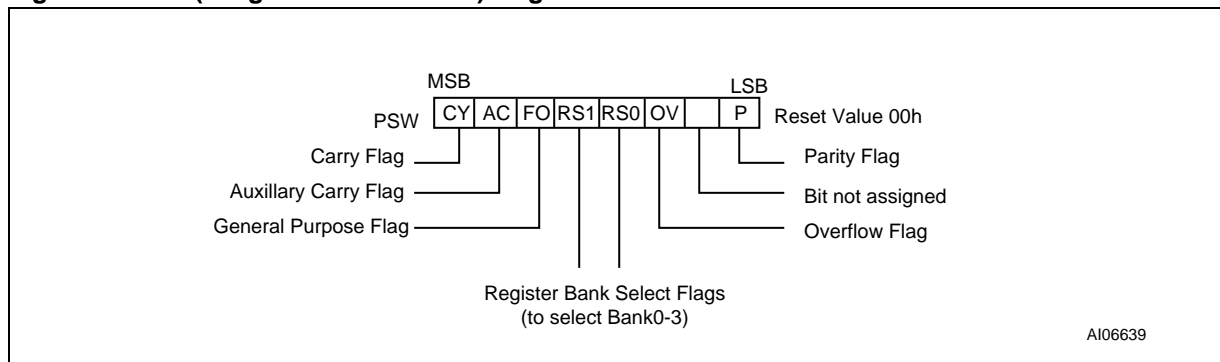 MSB
LSB
PSW
CY AC FO RS1 RS0 OV P
Reset Value 00h
Carry Flag
Parity Flag
Auxillary Carry Flag
Bit not assigned
General Purpose Flag
Overflow Flag
Register Bank Select Flags
(to select Bank0-3)
AI06639